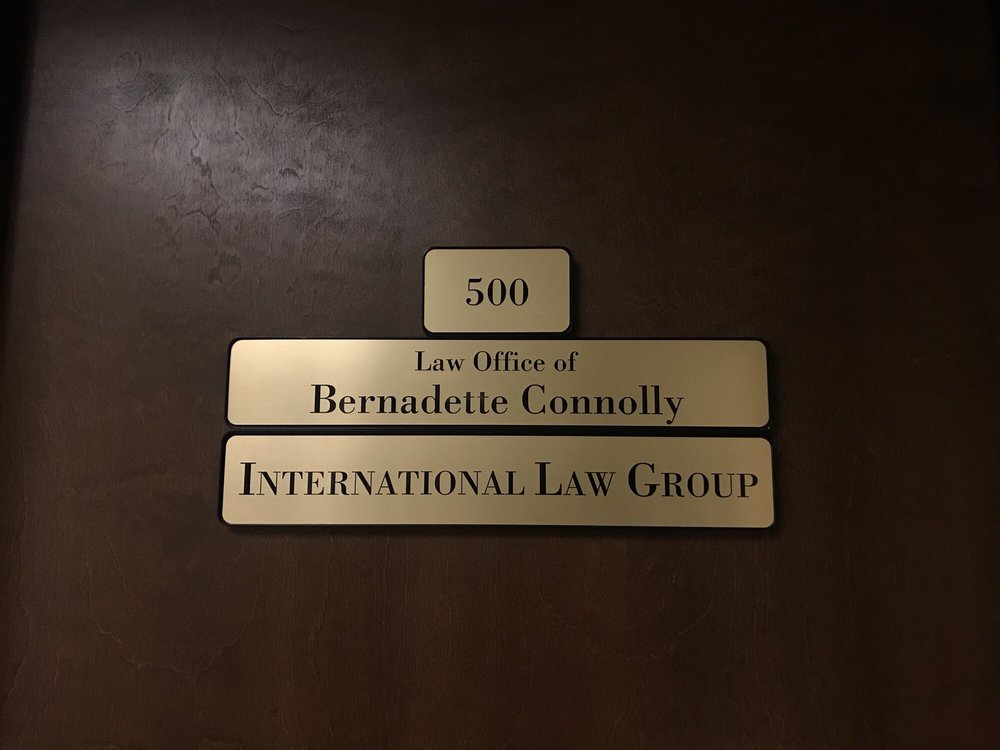 500
Law Office of
Bernadette Connolly
INTERNATIONAL LAW GROUP